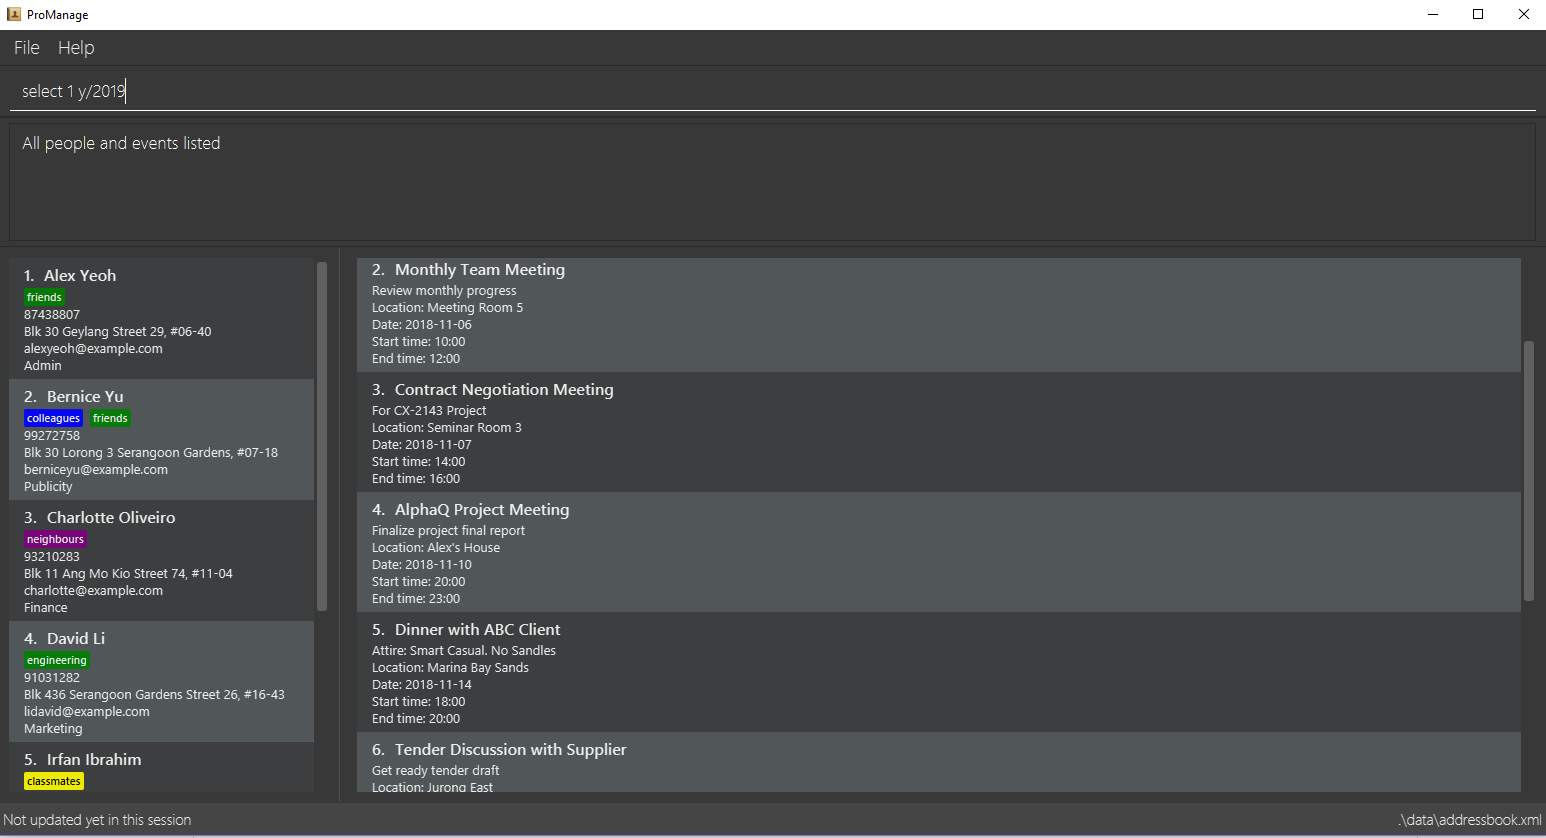 ProManage
File Help
select 1 y/2019
All people and events listed
1. Alex Yeoh
friends
87438807
Blk 30 Geylang Street 29, #06-40
alexyeoh@example.com
Admin
2. Bernice Yu
colleagues friends
99272758
Blk 30 Lorong 3 Serangoon Gardens, #07-18
berniceyu@example.com
Publicity
3. Charlotte Oliveiro
neighbours
93210283
Blk 11 Ang Mo Kio Street 74, #11-04
charlotte@example.com
Finance
4. David Li
engineering
91031282
Blk 436 Serangoon Gardens Street 26, #16-43
lidavid@example.com
Marketing
5. Irfan Ibrahim
classmates
2. Monthly Team Meeting
Review monthly progress
Location: Meeting Room 5
Date: 2018-11-06
Start time: 10:00
End time: 12:00
3. Contract Negotiation Meeting
For CX-2143 Project
Location: Seminar Room 3
Date: 2018-11-07
Start time: 14:00
End time: 16:00
4. AlphaQ Project Meeting
Finalize project final report
Location: Alex's House
Date: 2018-11-10
Start time: 20:00
End time: 23:00
5. Dinner with ABC Client
Attire: Smart Casual. No Sandles
Location: Marina Bay Sands
Date: 2018-11-14
Start time: 18:00
End time: 20:00
6. Tender Discussion with Supplier
Get ready tender draft
Location: Jurong East
Not updated yet in this session
.\data\addressbook.xml